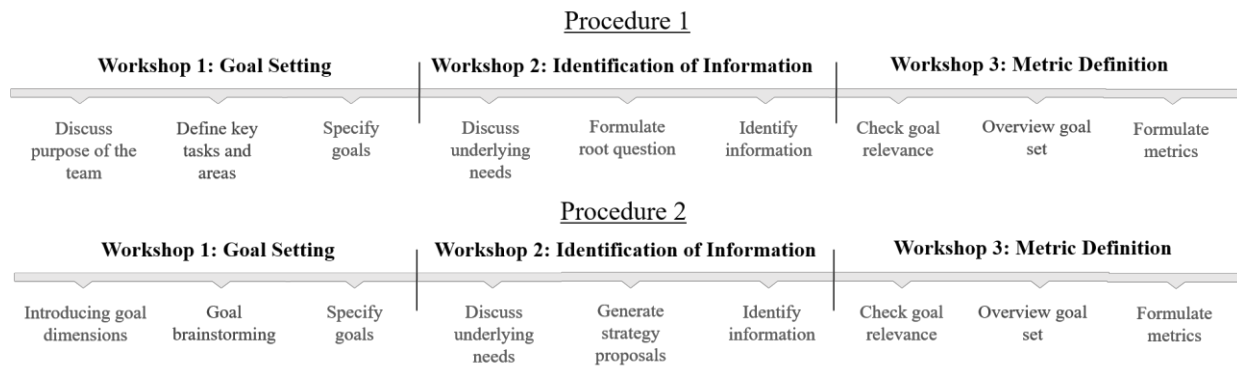 Procedure 1
Workshop 1: Goal Setting
Workshop 2: Identification of Information
Workshop 3: Metric Definition
Discuss
purpose of the
team
Define key
tasks and
areas
Specify
goals
Discuss
underlying
needs
Formulate
root question
Identify
information
Check goal
relevance
Overview goal
set
Formulate
metrics
Procedure 2
Workshop 1: Goal Setting
Workshop 2: Identification of Information
Workshop 3: Metric Definition
Introducing goal
dimensions
Goal
brainstorming
Specify
goals
Discuss
underlying
needs
Generate
strategy
proposals
Identify
information
Check goal
relevance
Overview goal
set
Formulate
metrics